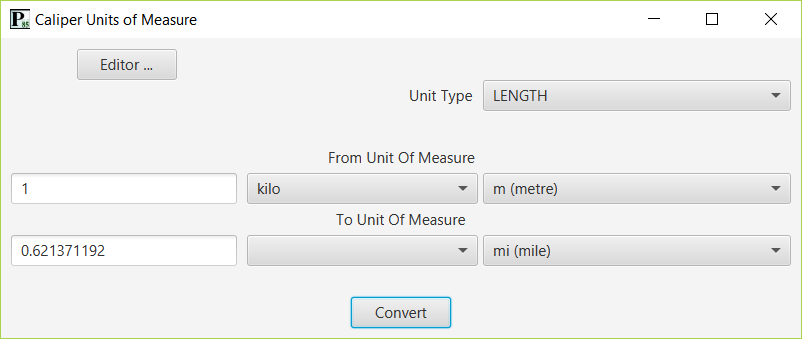 P 8S Caliper Units of Measure
Editor ...
Unit Type LENGTH
From Unit Of Measure
1 kilo m (metre)
To Unit Of Measure
0.621371192 mi (mile)
Convert